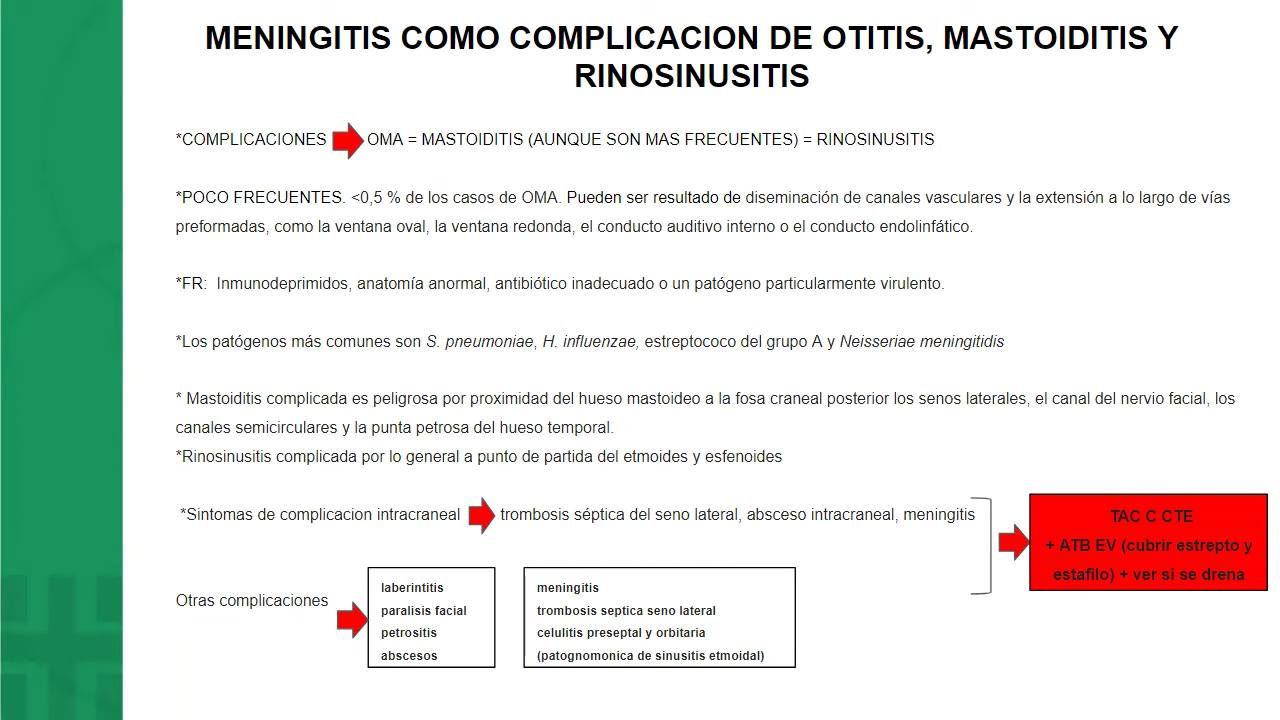 MENINGITIS COMO COMPLICACION DE OTITIS, MASTOIDITIS Y
RINOSINUSITIS
*COMPLICACIONES OMA = MASTOIDITIS (AUNQUE SON MAS FRECUENTES) = RINOSINUSITIS
*POCO FRECUENTES. <0,5 % de los casos de OMA. Pueden ser resultado de diseminación de canales vasculares y la extensión a lo largo de vías
preformadas, como la ventana oval, la ventana redonda, el conducto auditivo interno o el conducto endolinfático.
*FR: Inmunodeprimidos, anatomía anormal, antibiótico inadecuado o un patógeno particularmente virulento.
*Los patógenos más comunes son S. pneumoniae, H. influenzae, estreptococo del grupo A y Neisseriae meningitidis
* Mastoiditis complicada es peligrosa por proximidad del hueso mastoideo a la fosa craneal posterior los senos laterales, el canal del nervio facial, los
canales semicirculares y la punta petrosa del hueso temporal.
*Rinosinusitis complicada por lo general a punto de partida del etmoides y esfenoides
*Sintomas de complicacion intracraneal trombosis séptica del seno lateral, absceso intracraneal, meningitis
TAC C CTE
+ ATB EV (cubrir estrepto y
estafilo) + ver si se drena
Otras complicaciones
laberintitis
paralisis facial
petrositis
abscesos
meningitis
trombosis septica seno lateral
celulitis preseptal y orbitaria
(patognomonica de sinusitis etmoidal)